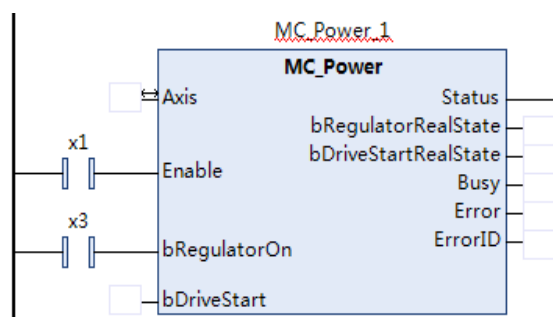 MC_Power_1
MC_Power
Axis
Status
bRegulatorRealState
bDriveStartRealState
x1
Enable
Busy
Error
x3
ErrorID
bRegulatorOn
bDriveStart